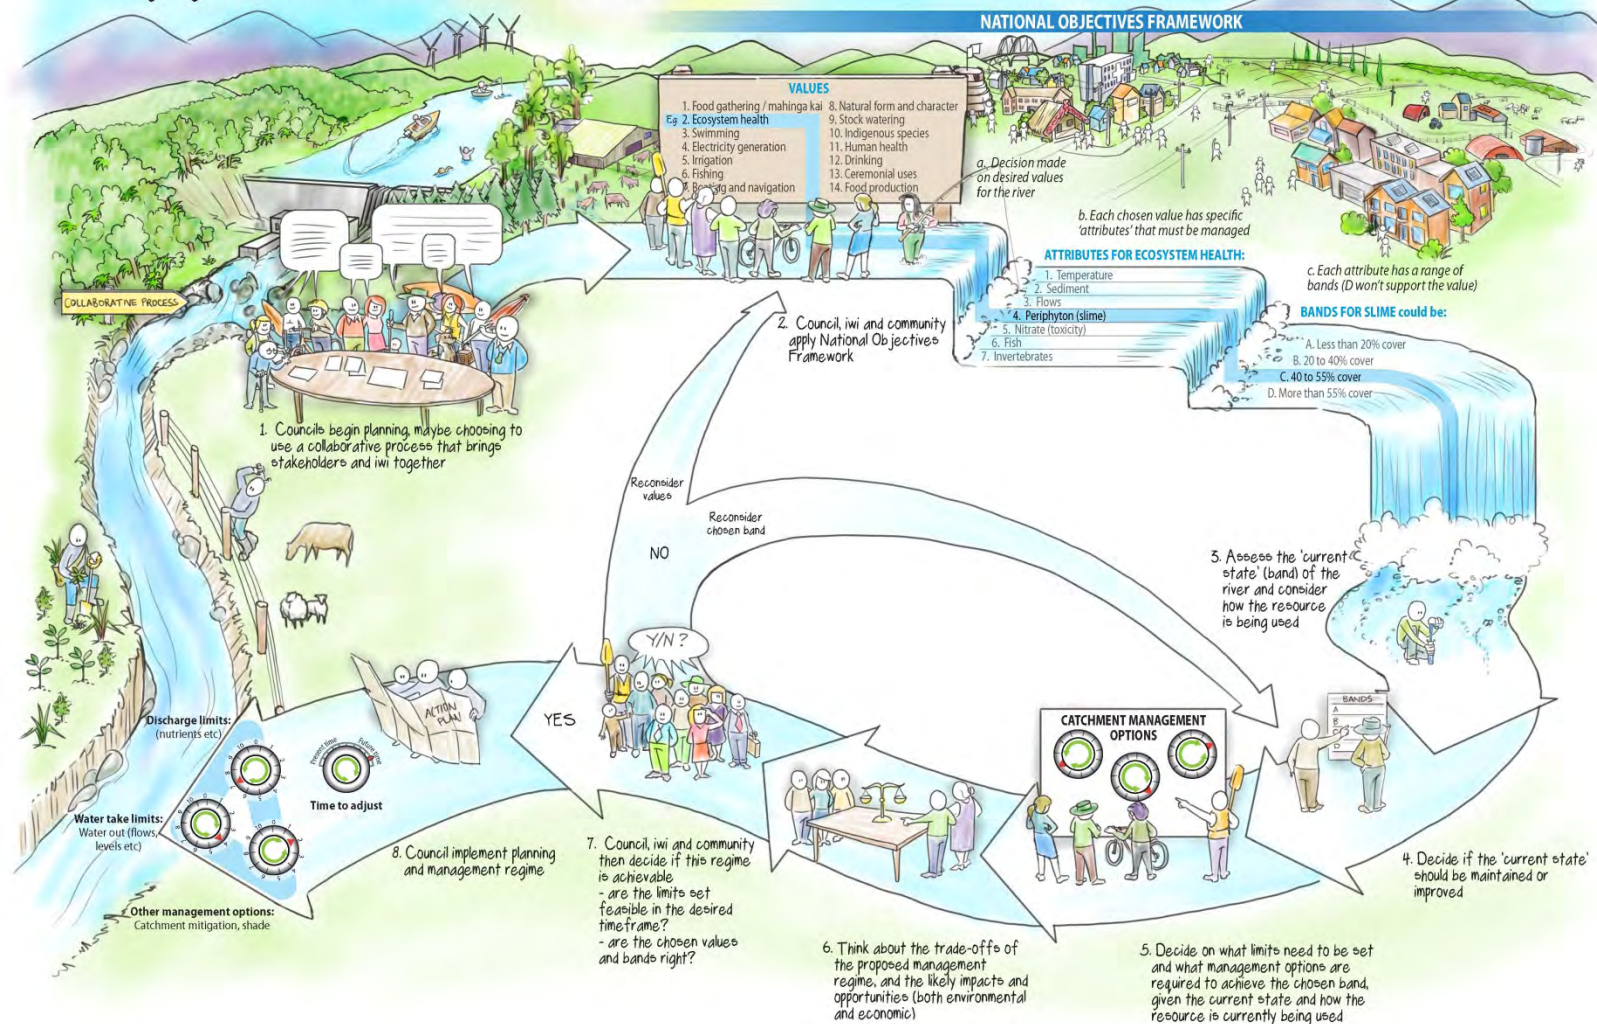 NATIONAL OBJECTIVES FRAMEWORK
VALUES
1. Food gathering / mahinga kai
Eg 2. Ecosystem health
3. Swimming
4. Electricity generation
5. Irrigation
6. Fishing
and navigation
8. Natural form and character
9. Stock watering
10. Indigenous species
11. Human health
12. Drinking
13. Ceremonial uses
14. Food production
a. Decision made
on desired values
for the river
b. Each chosen value has specific
'attributes' that must be managed
ATTRIBUTES FOR ECOSYSTEM HEALTH:
1. Temperature
2. Sediment
3. Flows
4. Periphyton (slime)
5. Nitrate (toxicity)
6. Fish
7. Invertebrates
c. Each attribute has a range of
bands (D won't support the value)
BANDS FOR SLIME could be:
A. Less than 20% cover
B. 20 to 40% cover
C. 40 to 55% cover
D. More than 55% cover
COLLABORATIVE PROCESS
1. Councils begin planning, maybe choosing to
use a collaborative process that brings
stakeholders and iwi together
2. Council, iwi and community
apply National Objectives
Framework
Reconsider
values
Reconsider
chosen band
NO
3. Assess the 'current
state' (band) of the
river and consider
how the resource
is being used
BANDS
A
B
4. Decide if the 'current state'
should be maintained or
improved
CATCHMENT MANAGEMENT
OPTIONS
5. Decide on what limits need to be set
and what management options are
required to achieve the chosen band,
given the current state and how the
resource is currently being used
6. Think about the trade-offs of
the proposed management
regime, and the likely impacts and
opportunities (both environmental
and economic)
Y/N ?
YES
7. Council, iwi and community
then decide if this regime
is achievable
- are the limits set
feasible in the desired
timeframe?
- are the chosen values
and bands right?
ACTION
PLAN
8. Council implement planning
and management regime
Discharge limits:
(nutrients etc)
Present time
Future time
Time to adjust
Water take limits:
Water out (flows,
levels etc)
Other management options:
Catchment mitigation, shade